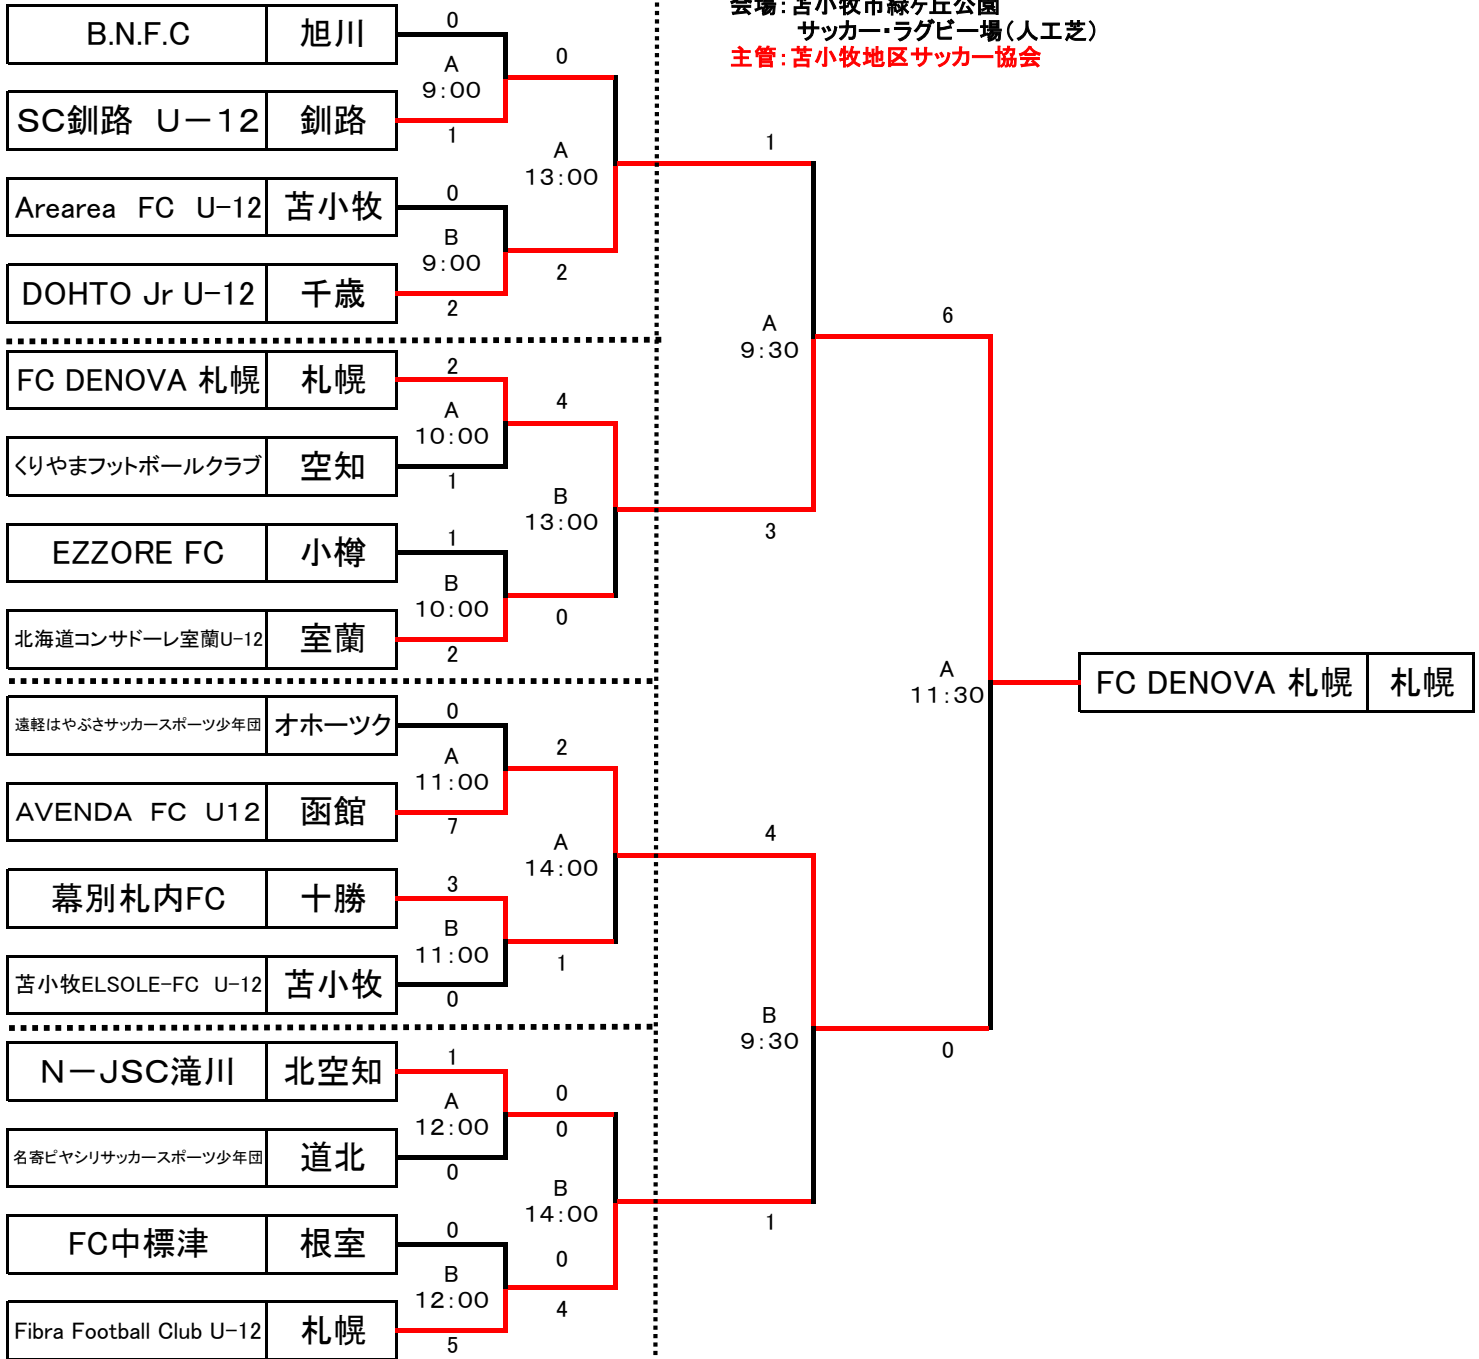 会場：苫小牧市緑ケ丘公園
サッカー・ラグビー場（人工芝）
主管：苫小牧地区サッカー協会
B.N.F.C 旭川
0
A
9:00
SC釧路　U－12 釧路
1
0
A
13:00
Arearea　FC　U-12 苫小牧
0
B
9:00
DOHTO Jr U-12 千歳
2
2
1
A
9:30
FC DENOVA 札幌 札幌
2
A
10:00
くりやまフットボールクラブ 空知
1
4
B
13:00
EZZORE FC 小樽
1
B
10:00
北海道コンサドーレ室蘭U-12 室蘭
2
0
3
6
A
11:30
FC DENOVA 札幌 札幌
遠軽はやぶさサッカースポーツ少年団 オホーツク
0
A
11:00
AVENDA　FC　U12 函館
7
2
A
14:00
幕別札内FC 十勝
3
B
11:00
苫小牧ELSOLE-FC　U-12 苫小牧
0
1
4
B
9:30
0
N－JSC滝川 北空知
1
A
12:00
名寄ピヤシリサッカースポーツ少年団 道北
0
0
0
B
14:00
0
4
1
FC中標津 根室
0
B
12:00
Fibra Football Club U-12 札幌
5